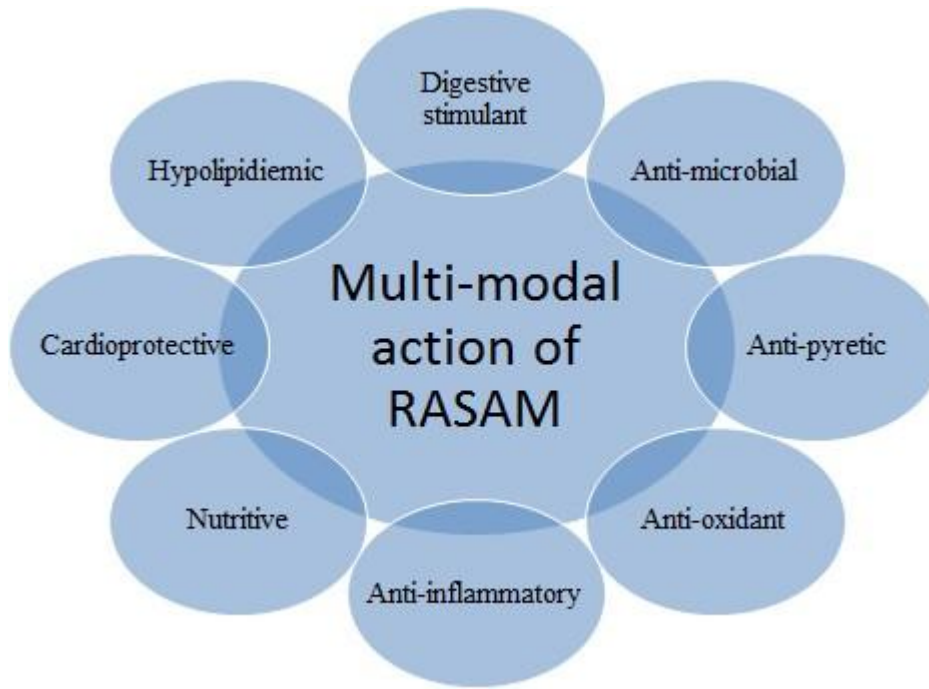 Digestive
stimulant
Hypolipidiemic
Anti-microbial
Multi-modal
action of
RASAM
Cardioprotective
Anti-pyretic
Nutritive
Anti-oxidant
Anti-inflammatory